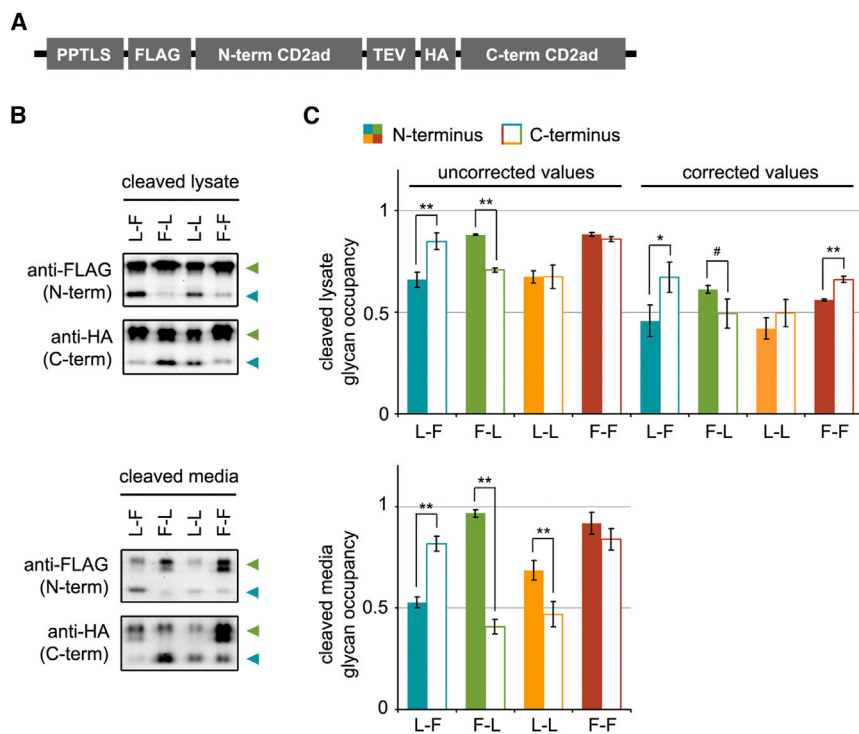 A
PPTLS FLAG N-term CD2ad TEV HA C-term CD2ad
B
cleaved lysate
L-F F-L L-L F-F
anti-FLAG
(N-term)
anti-HA
(C-term)
cleaved media
L-F F-L L-L F-F
anti-FLAG
(N-term)
anti-HA
(C-term)
C
N-terminus C-terminus
uncorrected values corrected values
cleaved lysate
glycan occupancy
1
0.5
0
** ** * # **
L-F F-L L-L F-F L-F F-L L-L F-F
cleaved media
glycan occupancy
1
0.5
0
** ** **
L-F F-L L-L F-F